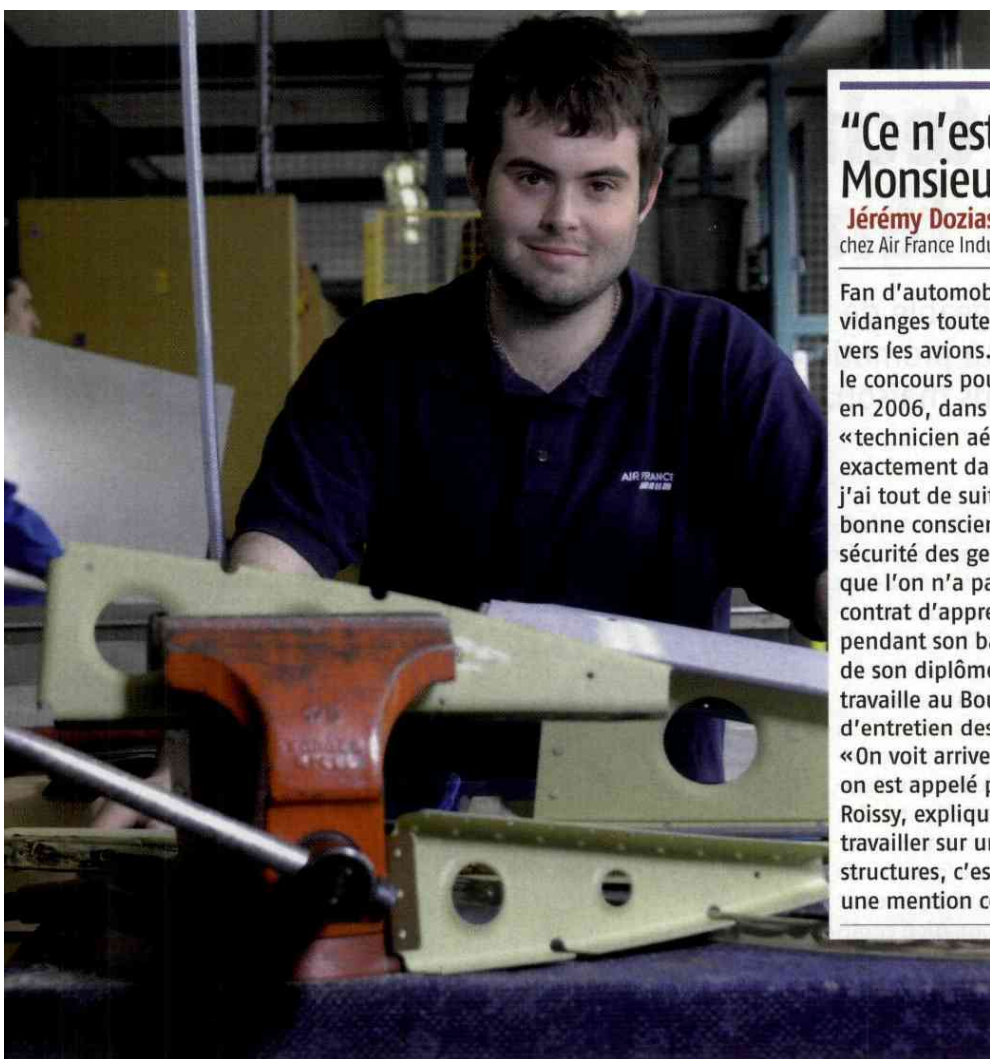 "Ce n'est
Monsieu
Jérémy Dozias
chez Air France Indu
Fan d'automob
vidanges toute
vers les avions.
le concours pou
en 2006, dans
«technicien aé
exactement da
j'ai tout de suit
bonne conscien
sécurité des ge
que l'on n'a pa
contrat d'appre
pendant son ba
de son diplôme
travaille au Bou
d'entretien des
«On voit arrive
on est appelé p
Roissy, expliqu
travailler sur un
structures, c'es
une mention co
AIR FRANCE